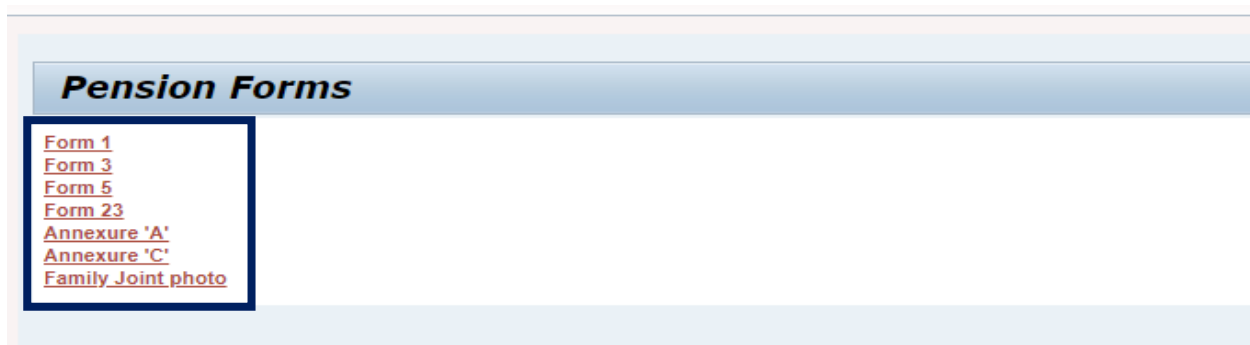 Pension Forms
Form 1
Form 3
Form 5
Form 23
Annexure 'A'
Annexure 'C'
Family Joint photo